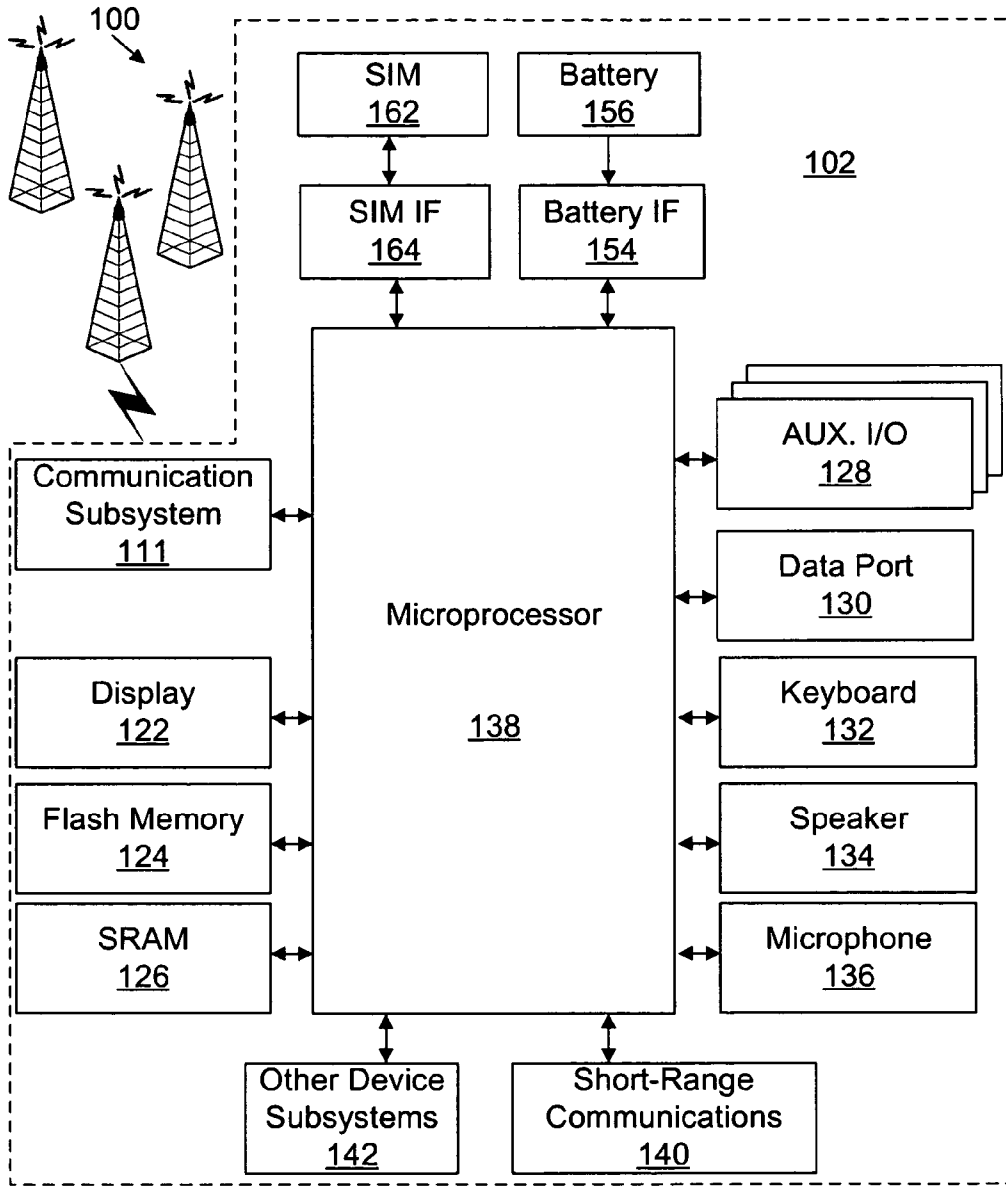 100
SIM
162
Battery
156
102
SIM IF
164
Battery IF
154
AUX. I/O
128
Communication
Subsystem
111
Data Port
130
Microprocessor
138
Display
122
Keyboard
132
Flash Memory
124
Speaker
134
SRAM
126
Microphone
136
Other Device
Subsystems
142
Short-Range
Communications
140